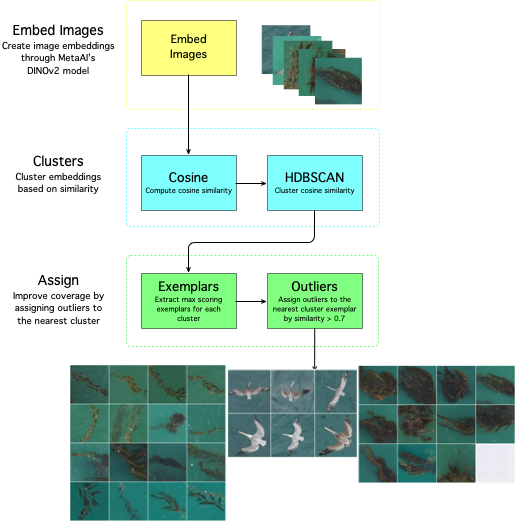 Embed Images
Create image embeddings
through MetaAI's
DINOv2 model
Embed
Images
Clusters
Cluster embeddings
based on similarity
Cosine
Compute cosine similarity
HDBSCAN
Cluster cosine similarity
Assign
Improve coverage by
assigning outliers to
the nearest cluster
Exemplars
Extract max scoring
exemplars for each
cluster
Outliers
Assign outliers to the
nearest cluster exemplar
by similarity > 0.7